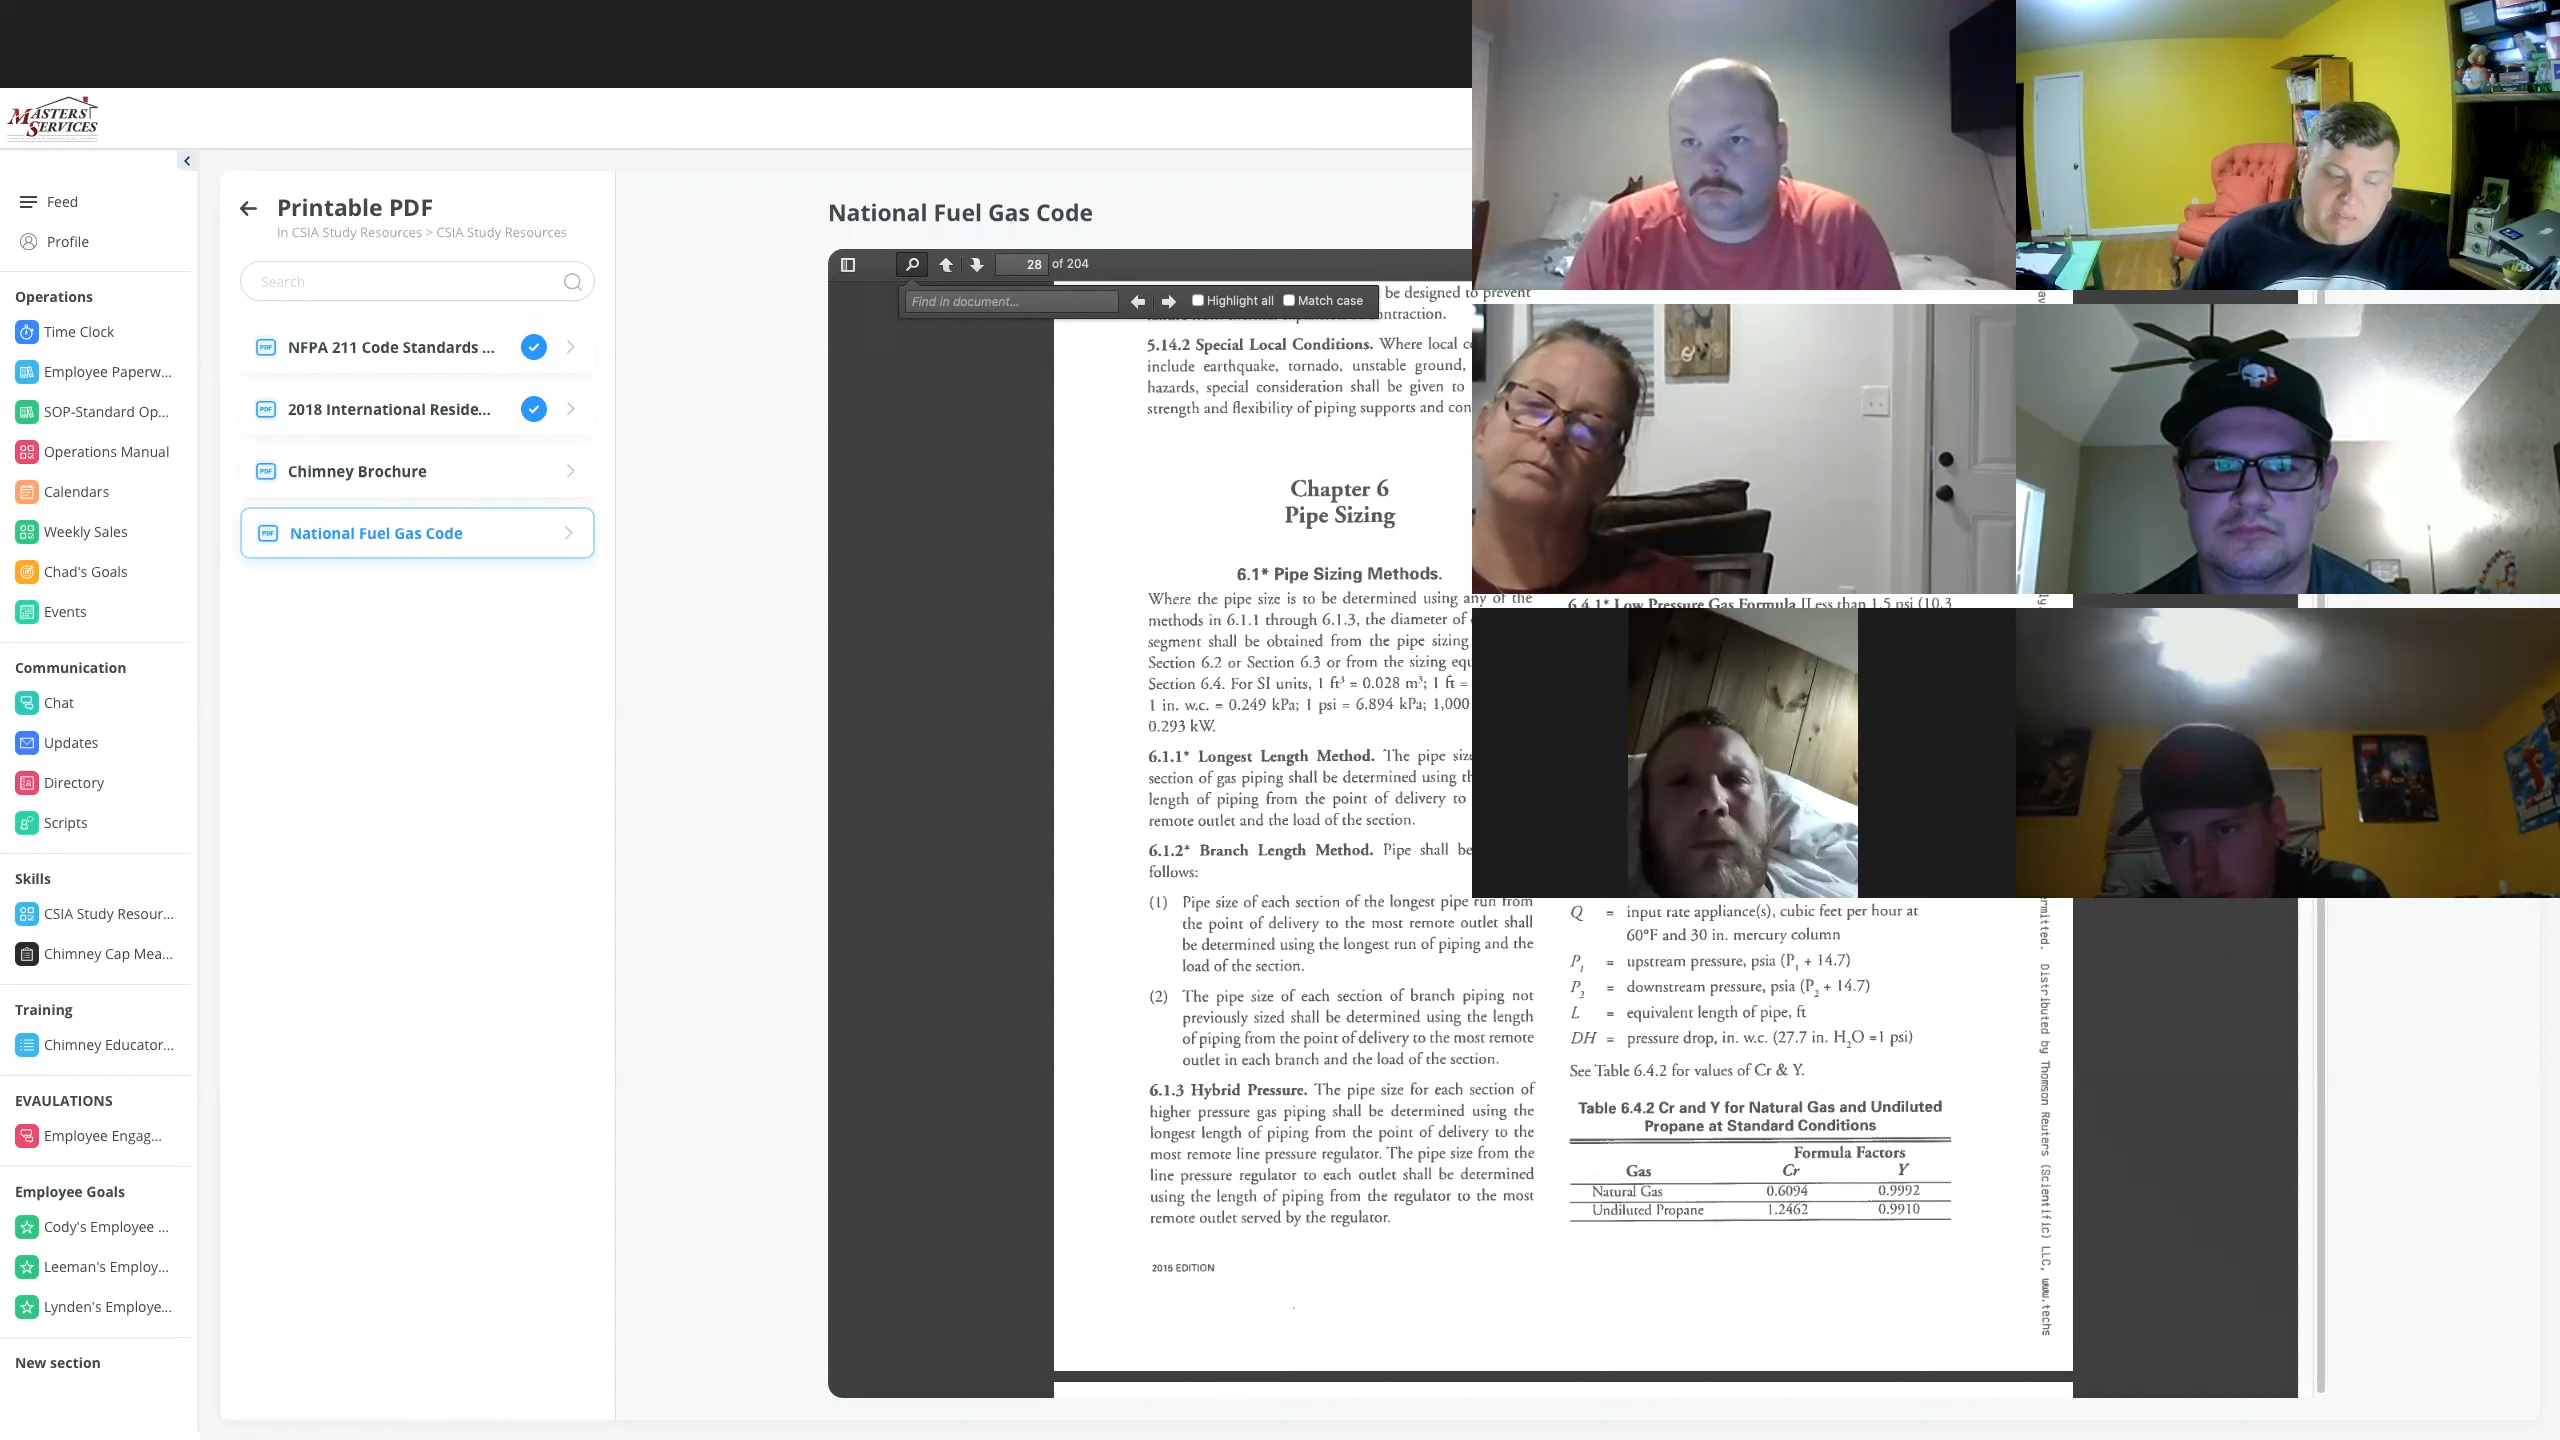 MASTERS
SERVICES
Feed
Profile
Operations
Time Clock
Employee Paperw...
SOP-Standard Op...
Operations Manual
Calendars
Weekly Sales
Chad's Goals
Events
Communication
Chat
Updates
Directory
Scripts
Skills
CSIA Study Resour...
Chimney Cap Mea...
Training
Chimney Educator...
EVAULATIONS
Employee Engag...
Employee Goals
Cody's Employee ...
Leeman's Employ...
Lynden's Employe...
New section
Printable PDF
In CSIA Study Resources > CSIA Study Resources
Search
PDF NFPA 211 Code Standards ...
PDF 2018 International Reside...
PDF Chimney Brochure
PDF National Fuel Gas Code
National Fuel Gas Code
28 of 204
Find in document...
Highlight all
Match case
be designed to prevent
contraction.
5.14.2 Special Local Conditions. Where local
include earthquake, tornado, unstable ground,
hazards, special consideration shall be given to
strength and flexibility of piping supports and con
Chapter 6
Pipe Sizing
6.1* Pipe Sizing Methods.
Where the pipe size is to be determined using any of the
methods in 6.1.1 through 6.1.3, the diameter of
segment shall be obtained from the pipe sizing
Section 6.2 or Section 6.3 or from the sizing equ
Section 6.4. For SI units, 1 ft³ = 0.028 m³; 1 ft =
1 in. w.c. = 0.249 kPa; 1 psi = 6.894 kPa; 1,000
0.293 kW.
6.1.1* Longest Length Method. The pipe size
section of gas piping shall be determined using th
length of piping from the point of delivery to
remote outlet and the load of the section.
6.1.2* Branch Length Method. Pipe shall be
follows:
(1) Pipe size of each section of the longest pipe run from
the point of delivery to the most remote outlet shall
be determined using the longest run of piping and the
load of the section.
(2) The pipe size of each section of branch piping not
previously sized shall be determined using the length
of piping from the point of delivery to the most remote
outlet in each branch and the load of the section.
6.1.3 Hybrid Pressure. The pipe size for each section of
higher pressure gas piping shall be determined using the
longest length of piping from the point of delivery to the
most remote line pressure regulator. The pipe size from the
line pressure regulator to each outlet shall be determined
using the length of piping from the regulator to the most
remote outlet served by the regulator.
2015 EDITION
6.4.1* Low Pressure Gas Formula [Less than 1.5 psi (10.3
Q = input rate appliance(s), cubic feet per hour at
60°F and 30 in. mercury column
P₁ = upstream pressure, psia (P₁ + 14.7)
P₂ = downstream pressure, psia (P₂ + 14.7)
L = equivalent length of pipe, ft
DH = pressure drop, in. w.c. (27.7 in. H₂O =1 psi)
See Table 6.4.2 for values of Cr & Y.
Table 6.4.2 Cr and Y for Natural Gas and Undiluted
Propane at Standard Conditions
Formula Factors
Gas Cr Y
Natural Gas 0.6094 0.9992
Undiluted Propane 1.2462 0.9910
rmitted. Distributed by Thomson Reuters (Scientific) LLC, www.techs